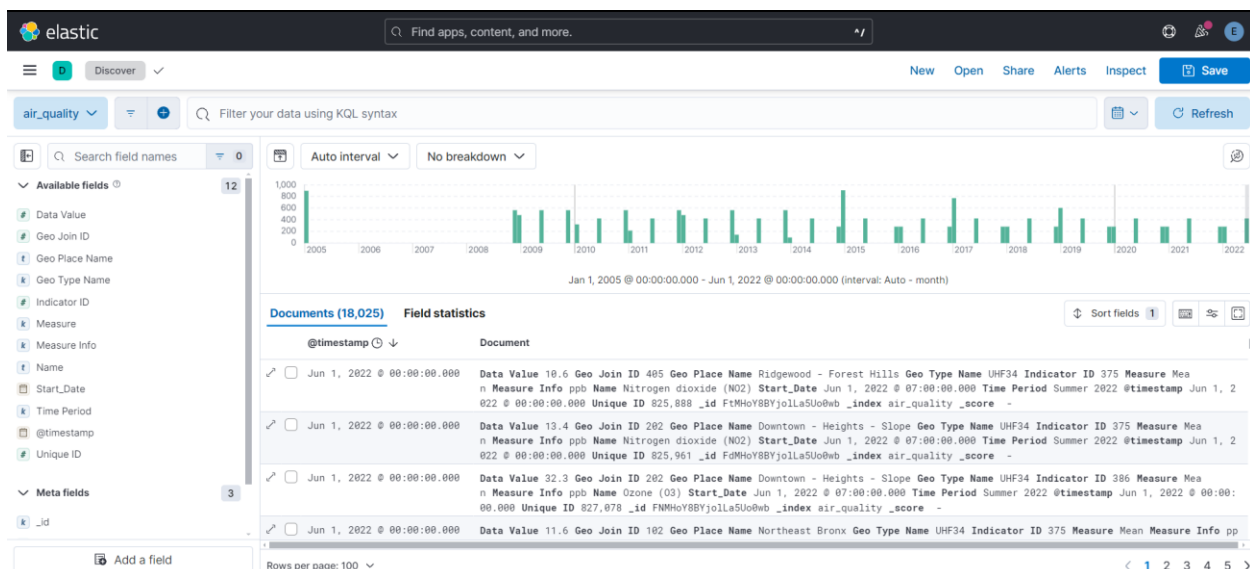 elastic
Find apps, content, and more.
^/
E
D
Discover
New
Open
Share
Alerts
Inspect
Save
air_quality
Filter your data using KQL syntax
Refresh
Search field names
0
Auto interval
No breakdown
Available fields
12
# Data Value
# Geo Join ID
t Geo Place Name
k Geo Type Name
# Indicator ID
k Measure
k Measure Info
t Name
Start_Date
k Time Period
@timestamp
# Unique ID
Meta fields
3
k _id
Add a field
1,000
800
600
400
200
0
2005 2006 2007 2008 2009 2010 2011 2012 2013 2014 2015 2016 2017 2018 2019 2020 2021 2022
Jan 1, 2005 @ 00:00:00.000 - Jun 1, 2022 @ 00:00:00.000 (interval: Auto - month)
Documents (18,025)
Field statistics
Sort fields 1
@timestamp
Document
Jun 1, 2022 @ 00:00:00.000
Data Value 10.6 Geo Join ID 405 Geo Place Name Ridgewood - Forest Hills Geo Type Name UHF34 Indicator ID 375 Measure Mea
n Measure Info ppb Name Nitrogen dioxide (NO2) Start_Date Jun 1, 2022 @ 07:00:00.000 Time Period Summer 2022 @timestamp Jun 1, 2
022 @ 00:00:00.000 Unique ID 825,888 _id FtMHoY8BYjolLa5Uo0wb _index air_quality _score -
Jun 1, 2022 @ 00:00:00.000
Data Value 13.4 Geo Join ID 202 Geo Place Name Downtown - Heights - Slope Geo Type Name UHF34 Indicator ID 375 Measure Mea
n Measure Info ppb Name Nitrogen dioxide (NO2) Start_Date Jun 1, 2022 @ 07:00:00.000 Time Period Summer 2022 @timestamp Jun 1, 2
022 @ 00:00:00.000 Unique ID 825,961 _id FdMHoY8BYjolLa5Uo0wb _index air_quality _score -
Jun 1, 2022 @ 00:00:00.000
Data Value 32.3 Geo Join ID 202 Geo Place Name Downtown - Heights - Slope Geo Type Name UHF34 Indicator ID 386 Measure Mea
n Measure Info ppb Name Ozone (O3) Start_Date Jun 1, 2022 @ 07:00:00.000 Time Period Summer 2022 @timestamp Jun 1, 2022 @ 00:00:
00.000 Unique ID 827,078 _id FNMHoY8BYjolLa5Uo0wb _index air_quality _score -
Jun 1, 2022 @ 00:00:00.000
Data Value 11.6 Geo Join ID 102 Geo Place Name Northeast Bronx Geo Type Name UHF34 Indicator ID 375 Measure Mean Measure Info pp
Rows per page: 100
< 1 2 3 4 5 >